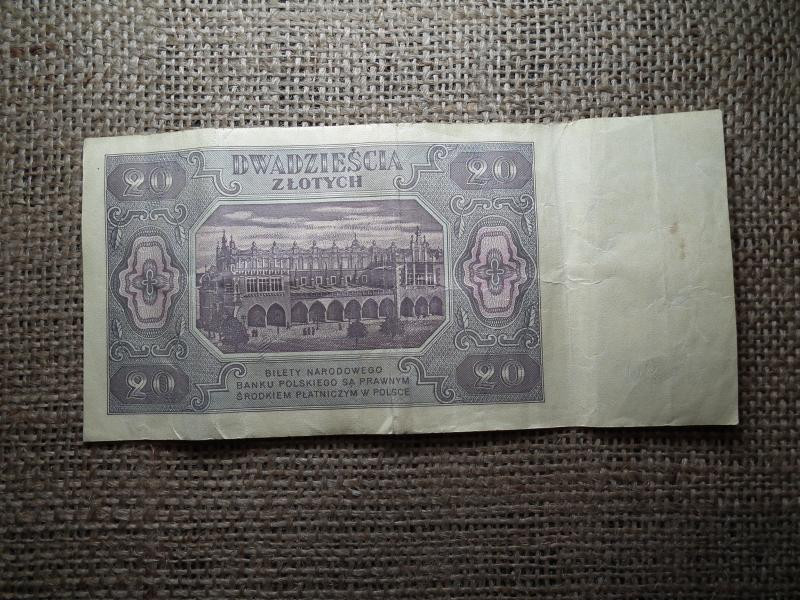 20 DWADZIEŚCIA 20
ZŁOTYCH
BILETY NARODOWEGO
BANKU POLSKIEGO SĄ PRAWNYM
ŚRODKIEM PŁATNICZYM W POLSCE
20 20